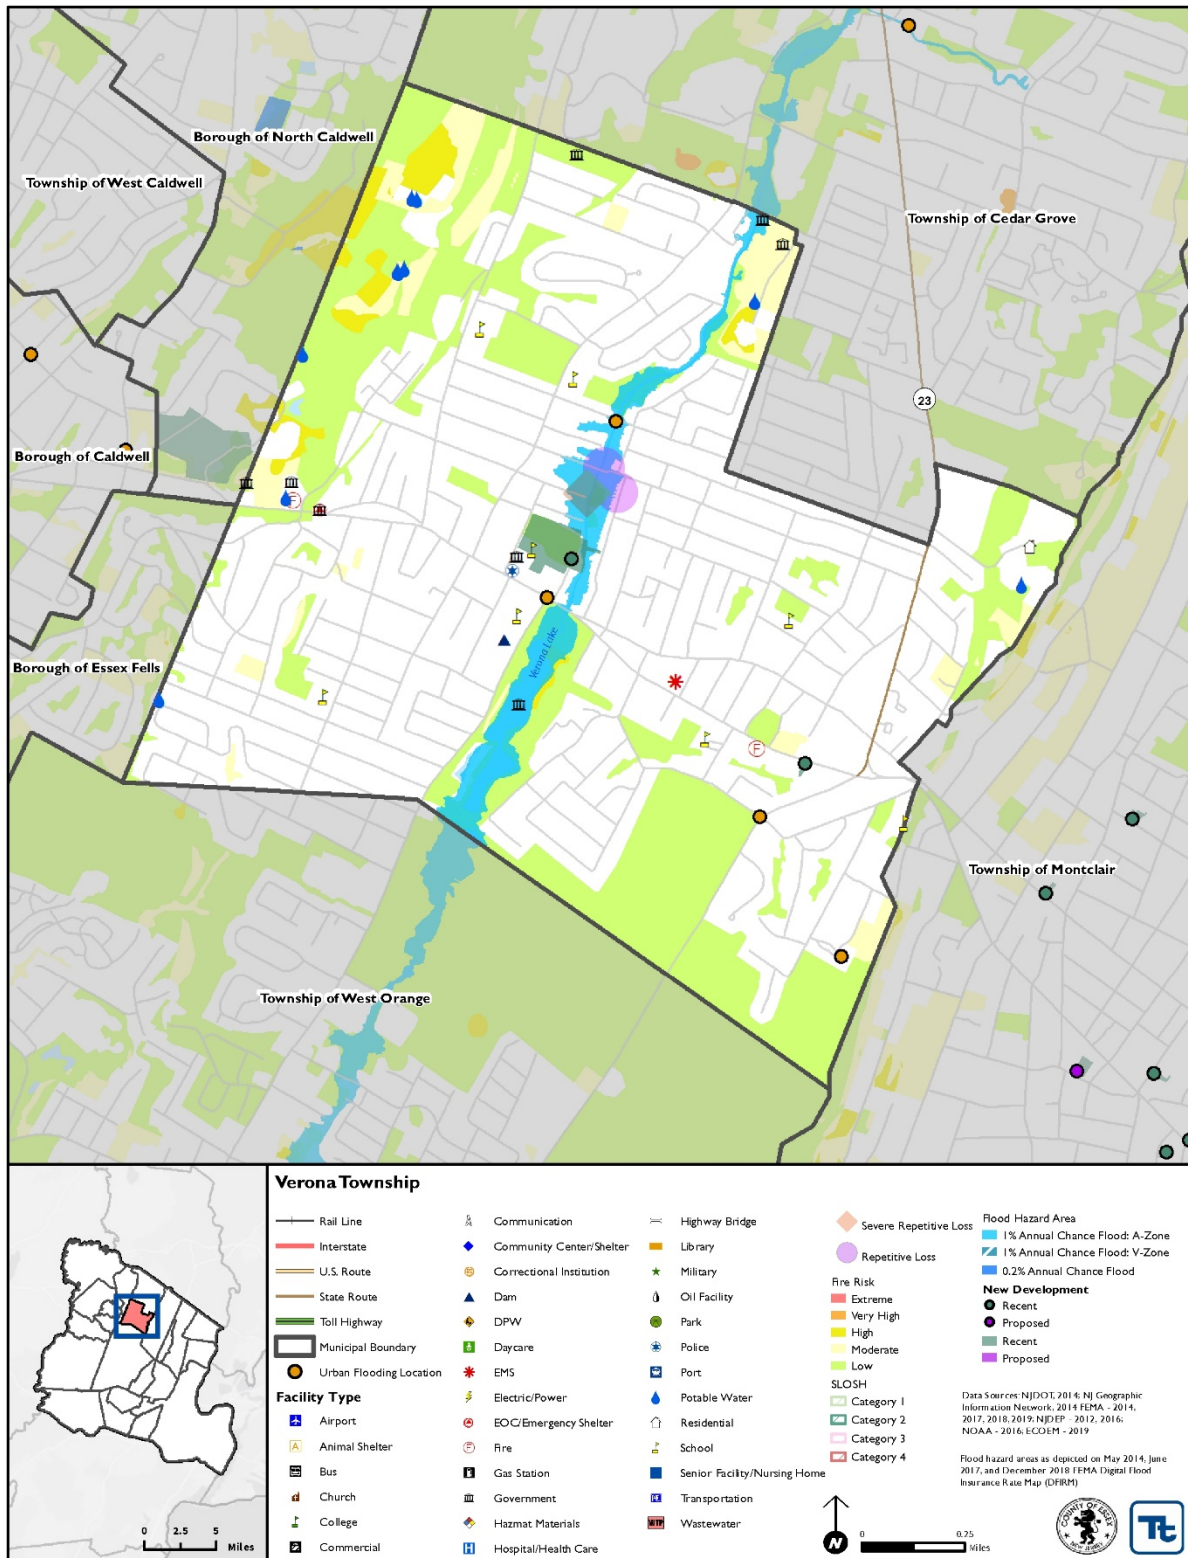 Borough of North Caldwell
Township of West Caldwell
Township of Cedar Grove
23
Borough of Caldwell
F
Verona Lake
Borough of Essex Fells
F
Township of Montclair
Township of West Orange
Verona Township
Rail Line
Interstate
U.S. Route
State Route
Toll Highway
Municipal Boundary
Urban Flooding Location
Facility Type
Airport
A Animal Shelter
Bus
Church
College
Commercial
Communication
Community Center/Shelter
Correctional Institution
Dam
DPW
Daycare
EMS
Electric/Power
EOC/Emergency Shelter
F Fire
Gas Station
Government
Hazmat Materials
H Hospital/Health Care
Highway Bridge
Library
Military
Oil Facility
Park
Police
Port
Potable Water
Residential
School
Senior Facility/Nursing Home
Transportation
WTP Wastewater
Severe Repetitive Loss
Repetitive Loss
Fire Risk
Extreme
Very High
High
Moderate
Low
SLOSH
Category 1
Category 2
Category 3
Category 4
Flood Hazard Area
1% Annual Chance Flood: A-Zone
1% Annual Chance Flood: V-Zone
0.2% Annual Chance Flood
New Development
Recent
Proposed
Recent
Proposed
Data Sources: NJDOT, 2014; NJ Geographic
Information Network, 2014 FEMA - 2014,
2017, 2018, 2019; NJDEP - 2012, 2016;
NOAA - 2016; ECOEM - 2019
Flood hazard areas as depicted on May 2014, June
2017, and December 2018 FEMA Digital Flood
Insurance Rate Map (DFIRM)
0 2.5 5
Miles
N
0 0.25
Miles
COUNTY OF ESSEX
NEW JERSEY
Tt